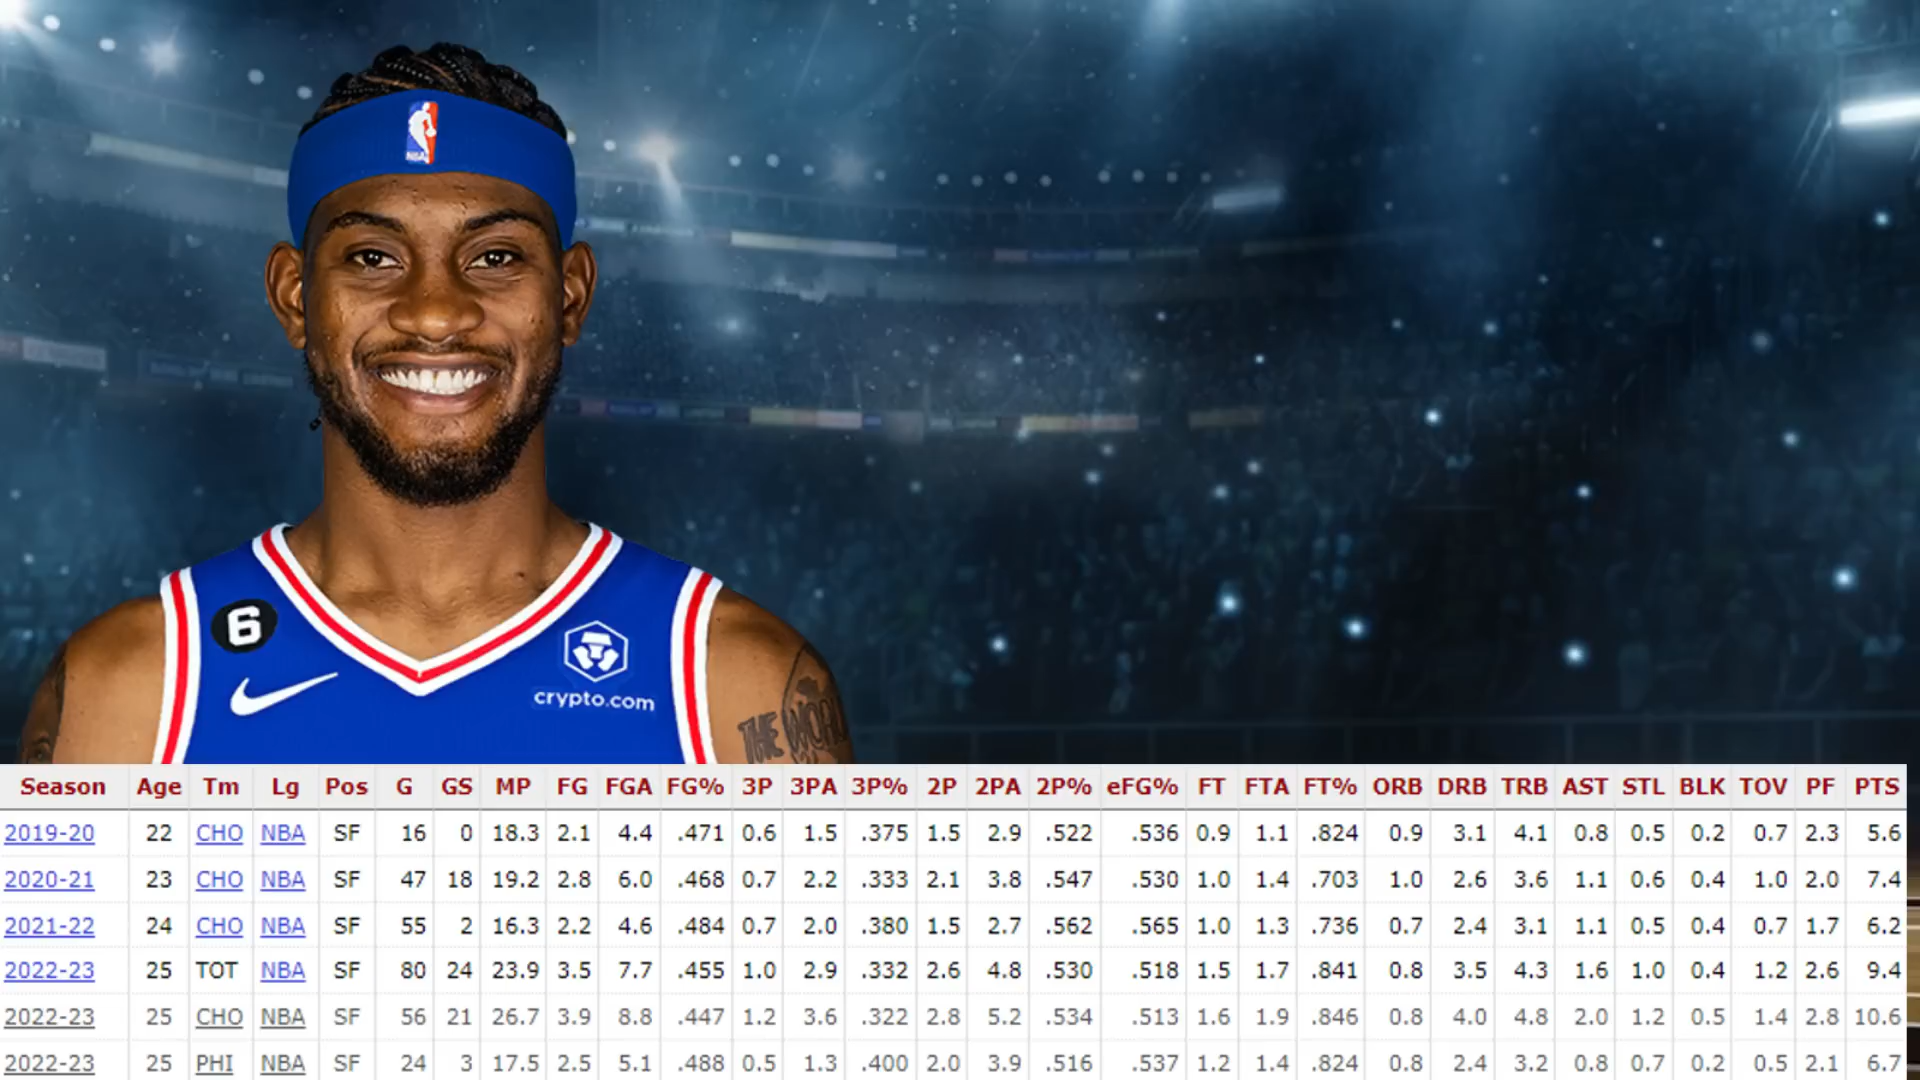 NBA
6
crypto.com
THE WORL
Season Age Tm Lg Pos G GS MP FG FGA FG% 3P 3PA 3P% 2P 2PA 2P% eFG% FT FTA FT% ORB DRB TRB AST STL BLK TOV PF PTS
2019-20 22 CHO NBA SF 16 0 18.3 2.1 4.4 .471 0.6 1.5 .375 1.5 2.9 .522 .536 0.9 1.1 .824 0.9 3.1 4.1 0.8 0.5 0.2 0.7 2.3 5.6
2020-21 23 CHO NBA SF 47 18 19.2 2.8 6.0 .468 0.7 2.2 .333 2.1 3.8 .547 .530 1.0 1.4 .703 1.0 2.6 3.6 1.1 0.6 0.4 1.0 2.0 7.4
2021-22 24 CHO NBA SF 55 2 16.3 2.2 4.6 .484 0.7 2.0 .380 1.5 2.7 .562 .565 1.0 1.3 .736 0.7 2.4 3.1 1.1 0.5 0.4 0.7 1.7 6.2
2022-23 25 TOT NBA SF 80 24 23.9 3.5 7.7 .455 1.0 2.9 .332 2.6 4.8 .530 .518 1.5 1.7 .841 0.8 3.5 4.3 1.6 1.0 0.4 1.2 2.6 9.4
2022-23 25 CHO NBA SF 56 21 26.7 3.9 8.8 .447 1.2 3.6 .322 2.8 5.2 .534 .513 1.6 1.9 .846 0.8 4.0 4.8 2.0 1.2 0.5 1.4 2.8 10.6
2022-23 25 PHI NBA SF 24 3 17.5 2.5 5.1 .488 0.5 1.3 .400 2.0 3.9 .516 .537 1.2 1.4 .824 0.8 2.4 3.2 0.8 0.7 0.2 0.5 2.1 6.7